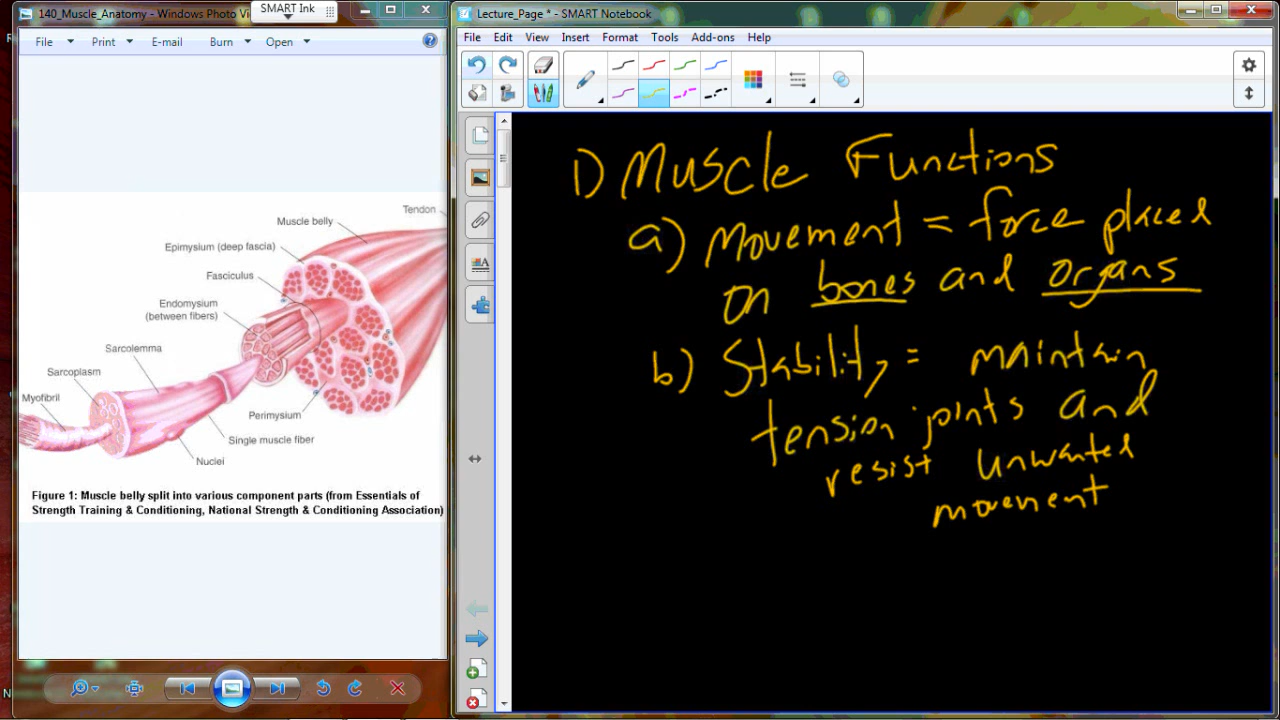 140_Muscle_Anatomy - Windows Photo Vi
SMART Ink
File Print E-mail Burn Open
Tendon
Muscle belly
Epimysium (deep fascia)
Fasciculus
Endomysium
(between fibers)
Sarcolemma
Sarcoplasm
Myofibril
Perimysium
Single muscle fiber
Nuclei
Figure 1: Muscle belly split into various component parts (from Essentials of
Strength Training & Conditioning, National Strength & Conditioning Association)
Lecture_Page * - SMART Notebook
File Edit View Insert Format Tools Add-ons Help
1) Muscle Functions
a) Movement = force placed
on bones and organs
b) Stability = maintain
tension joints and
resist unwanted
movement